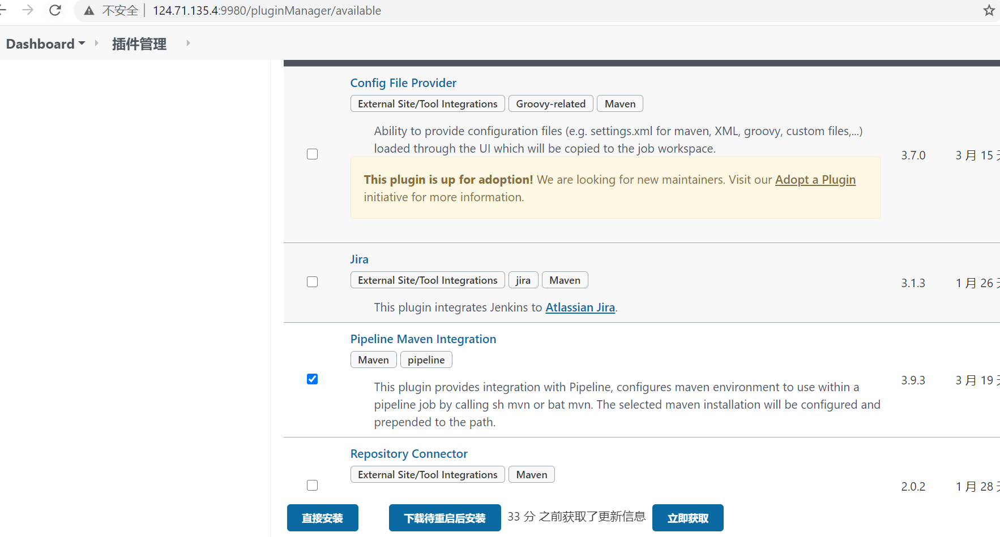 不安全 124.71.135.4:9980/pluginManager/available
Dashboard 插件管理
Config File Provider
External Site/Tool Integrations Groovy-related Maven
Ability to provide configuration files (e.g. settings.xml for maven, XML, groovy, custom files,...)
loaded through the UI which will be copied to the job workspace.
3.7.0 3 月 15
This plugin is up for adoption! We are looking for new maintainers. Visit our Adopt a Plugin
initiative for more information.
Jira
External Site/Tool Integrations jira Maven
3.1.3 1 月 26
This plugin integrates Jenkins to Atlassian Jira.
Pipeline Maven Integration
Maven pipeline
This plugin provides integration with Pipeline, configures maven environment to use within a
3.9.3 3 月 19
pipeline job by calling sh mvn or bat mvn. The selected maven installation will be configured and
prepended to the path.
Repository Connector
External Site/Tool Integrations Maven
2.0.2 1 月 28
直接安装 下载待重启后安装 33 分 之前获取了更新信息 立即获取